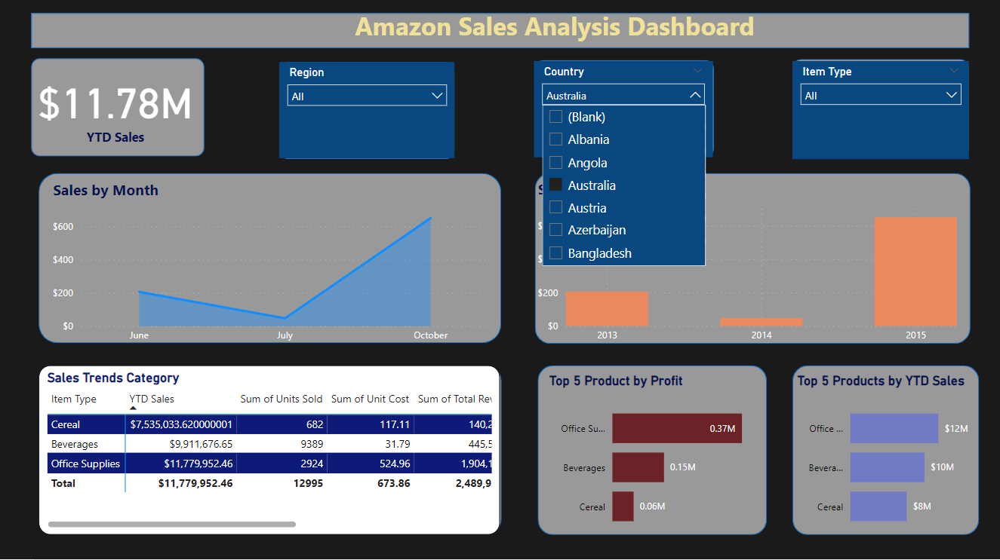 Amazon Sales Analysis Dashboard
$11.78M
YTD Sales
Region
All
Country
Australia
(Blank)
Albania
Angola
Australia
Austria
Azerbaijan
Bangladesh
Item Type
All
Sales by Month
$600
$400
$200
$0
June July October
$200
$0
2013 2014 2015
Sales Trends Category
Item Type YTD Sales Sum of Units Sold Sum of Unit Cost Sum of Total Rev
Cereal $7,535,033.620000001 682 117.11 140,2
Beverages $9,911,676.65 9389 31.79 445,5
Office Supplies $11,779,952.46 2924 524.96 1,904,1
Total $11,779,952.46 12995 673.86 2,489,9
Top 5 Product by Profit
Office Su... 0.37M
Beverages 0.15M
Cereal 0.06M
Top 5 Products by YTD Sales
Office ... $12M
Bevera... $10M
Cereal $8M